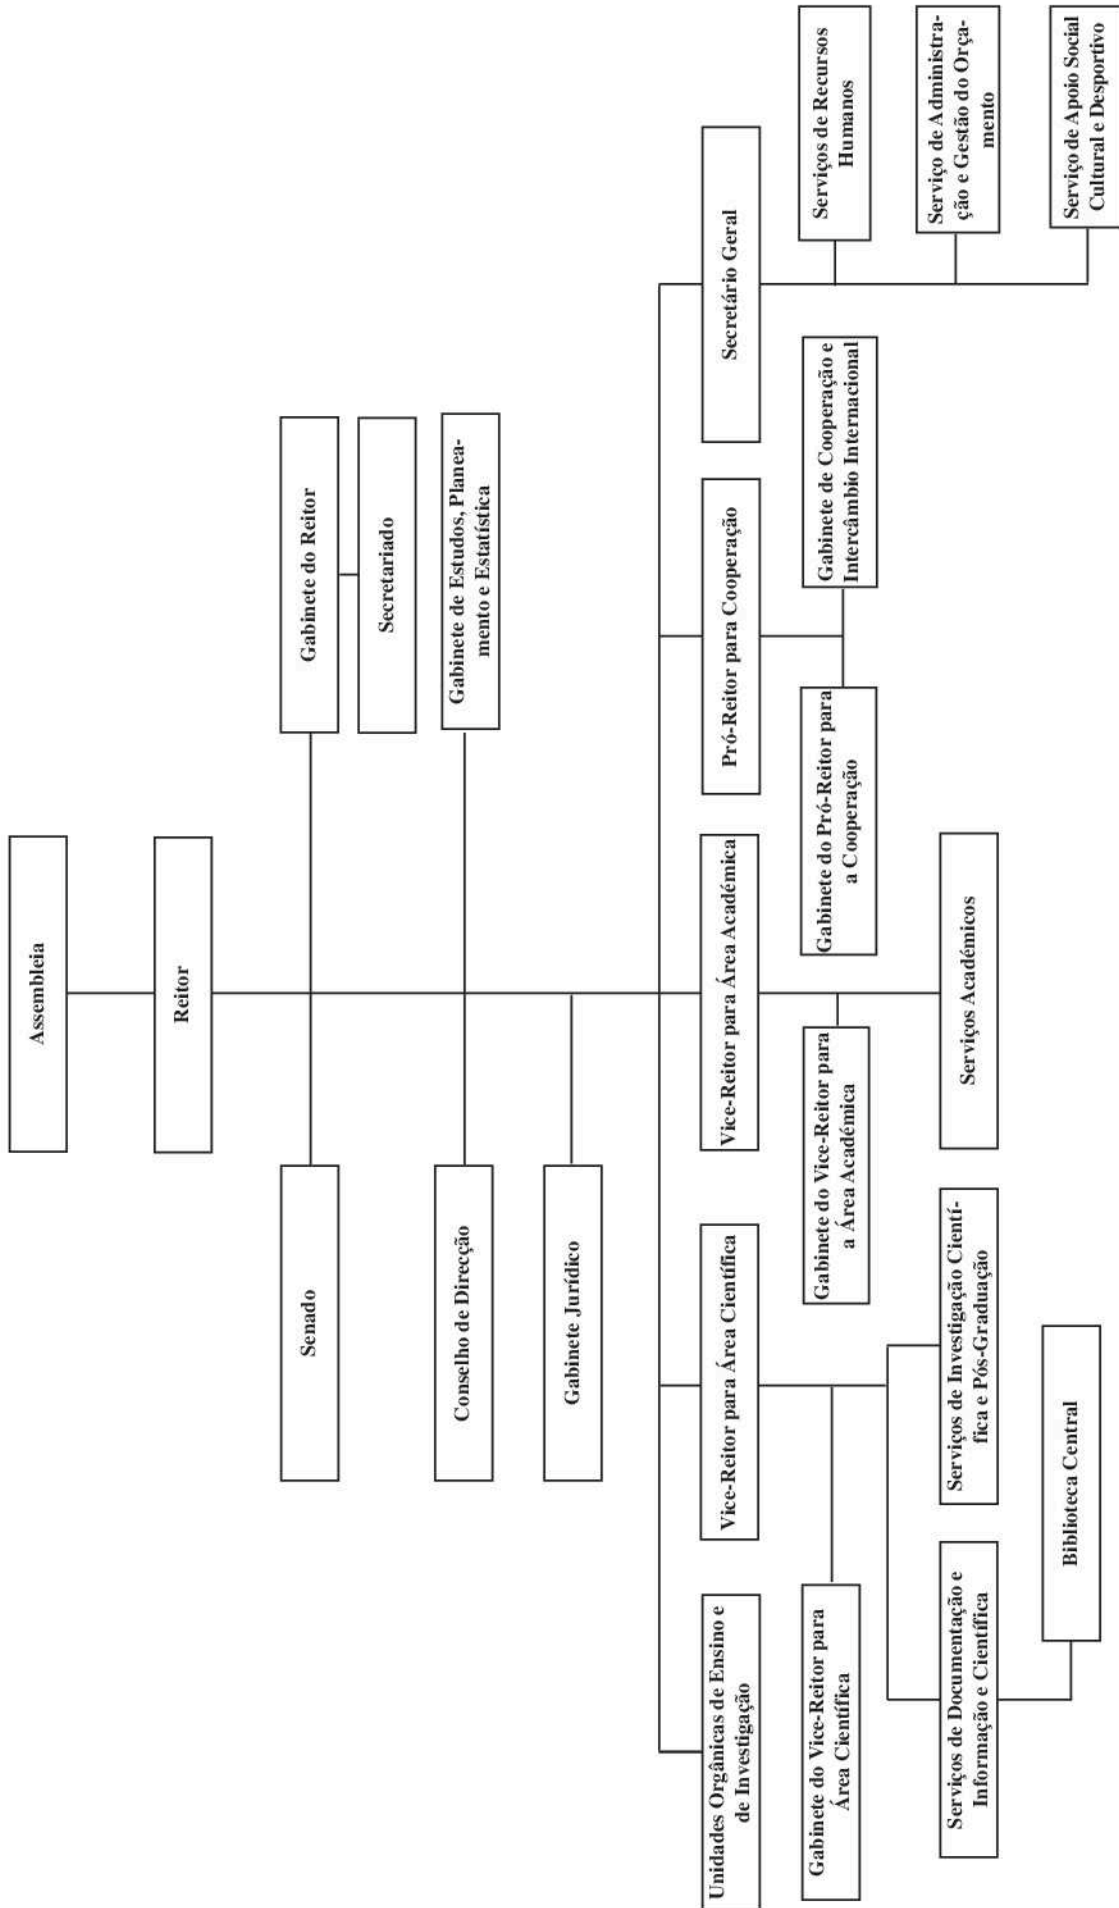 Assembleia
Reitor
Senado
Gabinete do Reitor
Secretariado
Conselho de Direcção
Gabinete de Estudos, Planea-
mento e Estatística
Gabinete Jurídico
Unidades Orgânicas de Ensino e
de Investigação
Vice-Reitor para Área Científica
Vice-Reitor para Área Académica
Pró-Reitor para Cooperação
Secretário Geral
Gabinete do Vice-Reitor para
Área Científica
Gabinete do Vice-Reitor para
a Área Académica
Gabinete do Pró-Reitor para
a Cooperação
Gabinete de Cooperação e
Intercâmbio Internacional
Serviços de Recursos
Humanos
Serviços de Documentação e
Informação e Científica
Serviços de Investigação Cientí-
fica e Pós-Graduação
Serviços Académicos
Serviço de Administra-
ção e Gestão do Orça-
mento
Biblioteca Central
Serviço de Apoio Social
Cultural e Desportivo